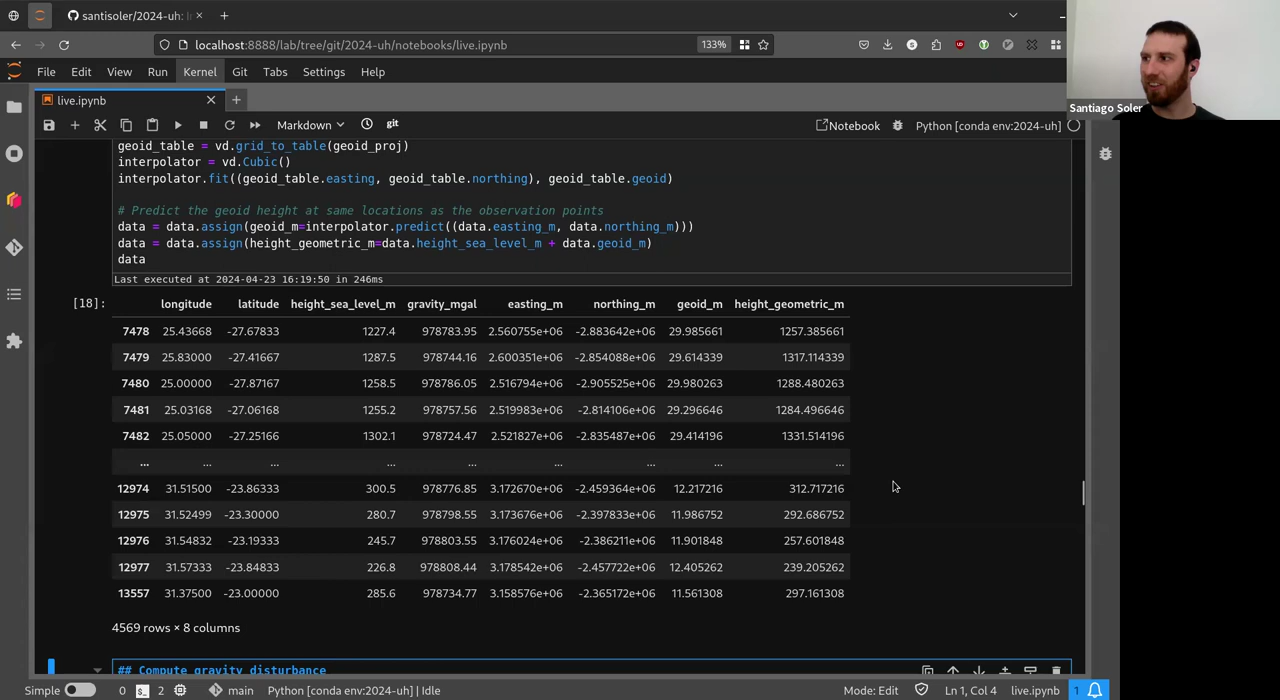 santisoler/2024-uh: I
localhost:8888/lab/tree/git/2024-uh/notebooks/live.ipynb
133%
File Edit View Run Kernel Git Tabs Settings Help
Santiago Soler
live.ipynb
Markdown
git
Notebook
Python [conda env:2024-uh]
geoid_table = vd.grid_to_table(geoid_proj)
interpolator = vd.Cubic()
interpolator.fit((geoid_table.easting, geoid_table.northing), geoid_table.geoid)
# Predict the geoid height at same locations as the observation points
data = data.assign(geoid_m=interpolator.predict((data.easting_m, data.northing_m)))
data = data.assign(height_geometric_m=data.height_sea_level_m + data.geoid_m)
data
Last executed at 2024-04-23 16:19:50 in 246ms
[18]:
longitude latitude height_sea_level_m gravity_mgal easting_m northing_m geoid_m height_geometric_m
7478 25.43668 -27.67833 1227.4 978783.95 2.560755e+06 -2.883642e+06 29.985661 1257.385661
7479 25.83000 -27.41667 1287.5 978744.16 2.600351e+06 -2.854088e+06 29.614339 1317.114339
7480 25.00000 -27.87167 1258.5 978786.05 2.516794e+06 -2.905525e+06 29.980263 1288.480263
7481 25.03168 -27.06168 1255.2 978757.56 2.519983e+06 -2.814106e+06 29.296646 1284.496646
7482 25.05000 -27.25166 1302.1 978724.47 2.521827e+06 -2.835487e+06 29.414196 1331.514196
... ... ... ... ... ... ... ... ...
12974 31.51500 -23.86333 300.5 978776.85 3.172670e+06 -2.459364e+06 12.217216 312.717216
12975 31.52499 -23.30000 280.7 978798.55 3.173676e+06 -2.397833e+06 11.986752 292.686752
12976 31.54832 -23.19333 245.7 978803.55 3.176024e+06 -2.386211e+06 11.901848 257.601848
12977 31.57333 -23.84833 226.8 978808.44 3.178542e+06 -2.457722e+06 12.405262 239.205262
13557 31.37500 -23.00000 285.6 978734.77 3.158576e+06 -2.365172e+06 11.561308 297.161308
4569 rows × 8 columns
## Compute gravity disturbance
Simple 0 2 main Python [conda env:2024-uh] | Idle Mode: Edit Ln 1, Col 4 live.ipynb 1